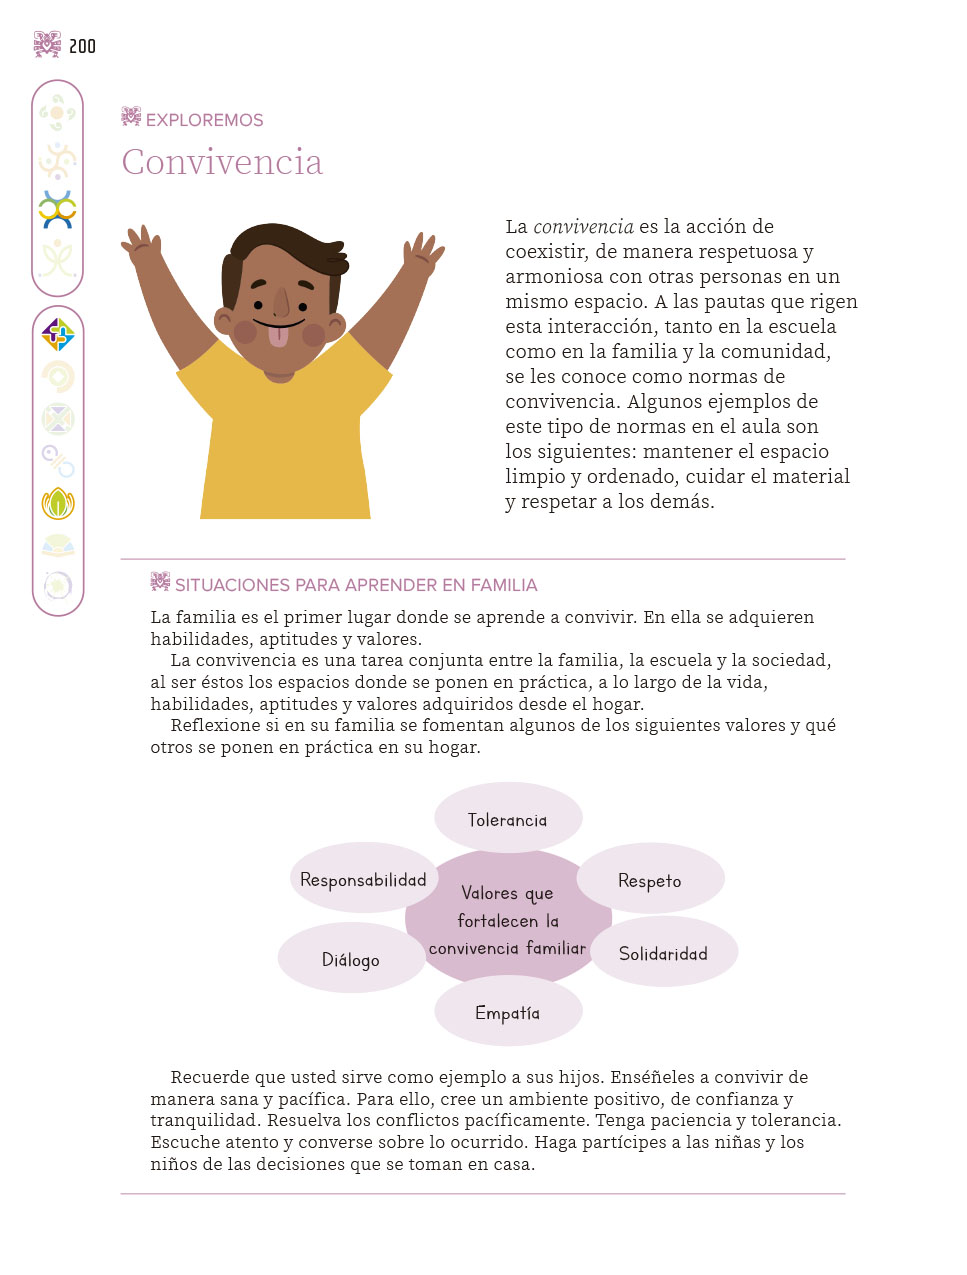 200
EXPLOREMOS
Convivencia
La convivencia es la acción de
coexistir, de manera respetuosa y
armoniosa con otras personas en un
mismo espacio. A las pautas que rigen
esta interacción, tanto en la escuela
como en la familia y la comunidad,
se les conoce como normas de
convivencia. Algunos ejemplos de
este tipo de normas en el aula son
los siguientes: mantener el espacio
limpio y ordenado, cuidar el material
y respetar a los demás.
SITUACIONES PARA APRENDER EN FAMILIA
La familia es el primer lugar donde se aprende a convivir. En ella se adquieren
habilidades, aptitudes y valores.
La convivencia es una tarea conjunta entre la familia, la escuela y la sociedad,
al ser éstos los espacios donde se ponen en práctica, a lo largo de la vida,
habilidades, aptitudes y valores adquiridos desde el hogar.
Reflexione si en su familia se fomentan algunos de los siguientes valores y qué
otros se ponen en práctica en su hogar.
Tolerancia
Responsabilidad
Respeto
Valores que
fortalecen la
convivencia familiar
Diálogo
Solidaridad
Empatía
Recuerde que usted sirve como ejemplo a sus hijos. Enséñeles a convivir de
manera sana y pacífica. Para ello, cree un ambiente positivo, de confianza y
tranquilidad. Resuelva los conflictos pacíficamente. Tenga paciencia y tolerancia.
Escuche atento y converse sobre lo ocurrido. Haga partícipes a las niñas y los
niños de las decisiones que se toman en casa.